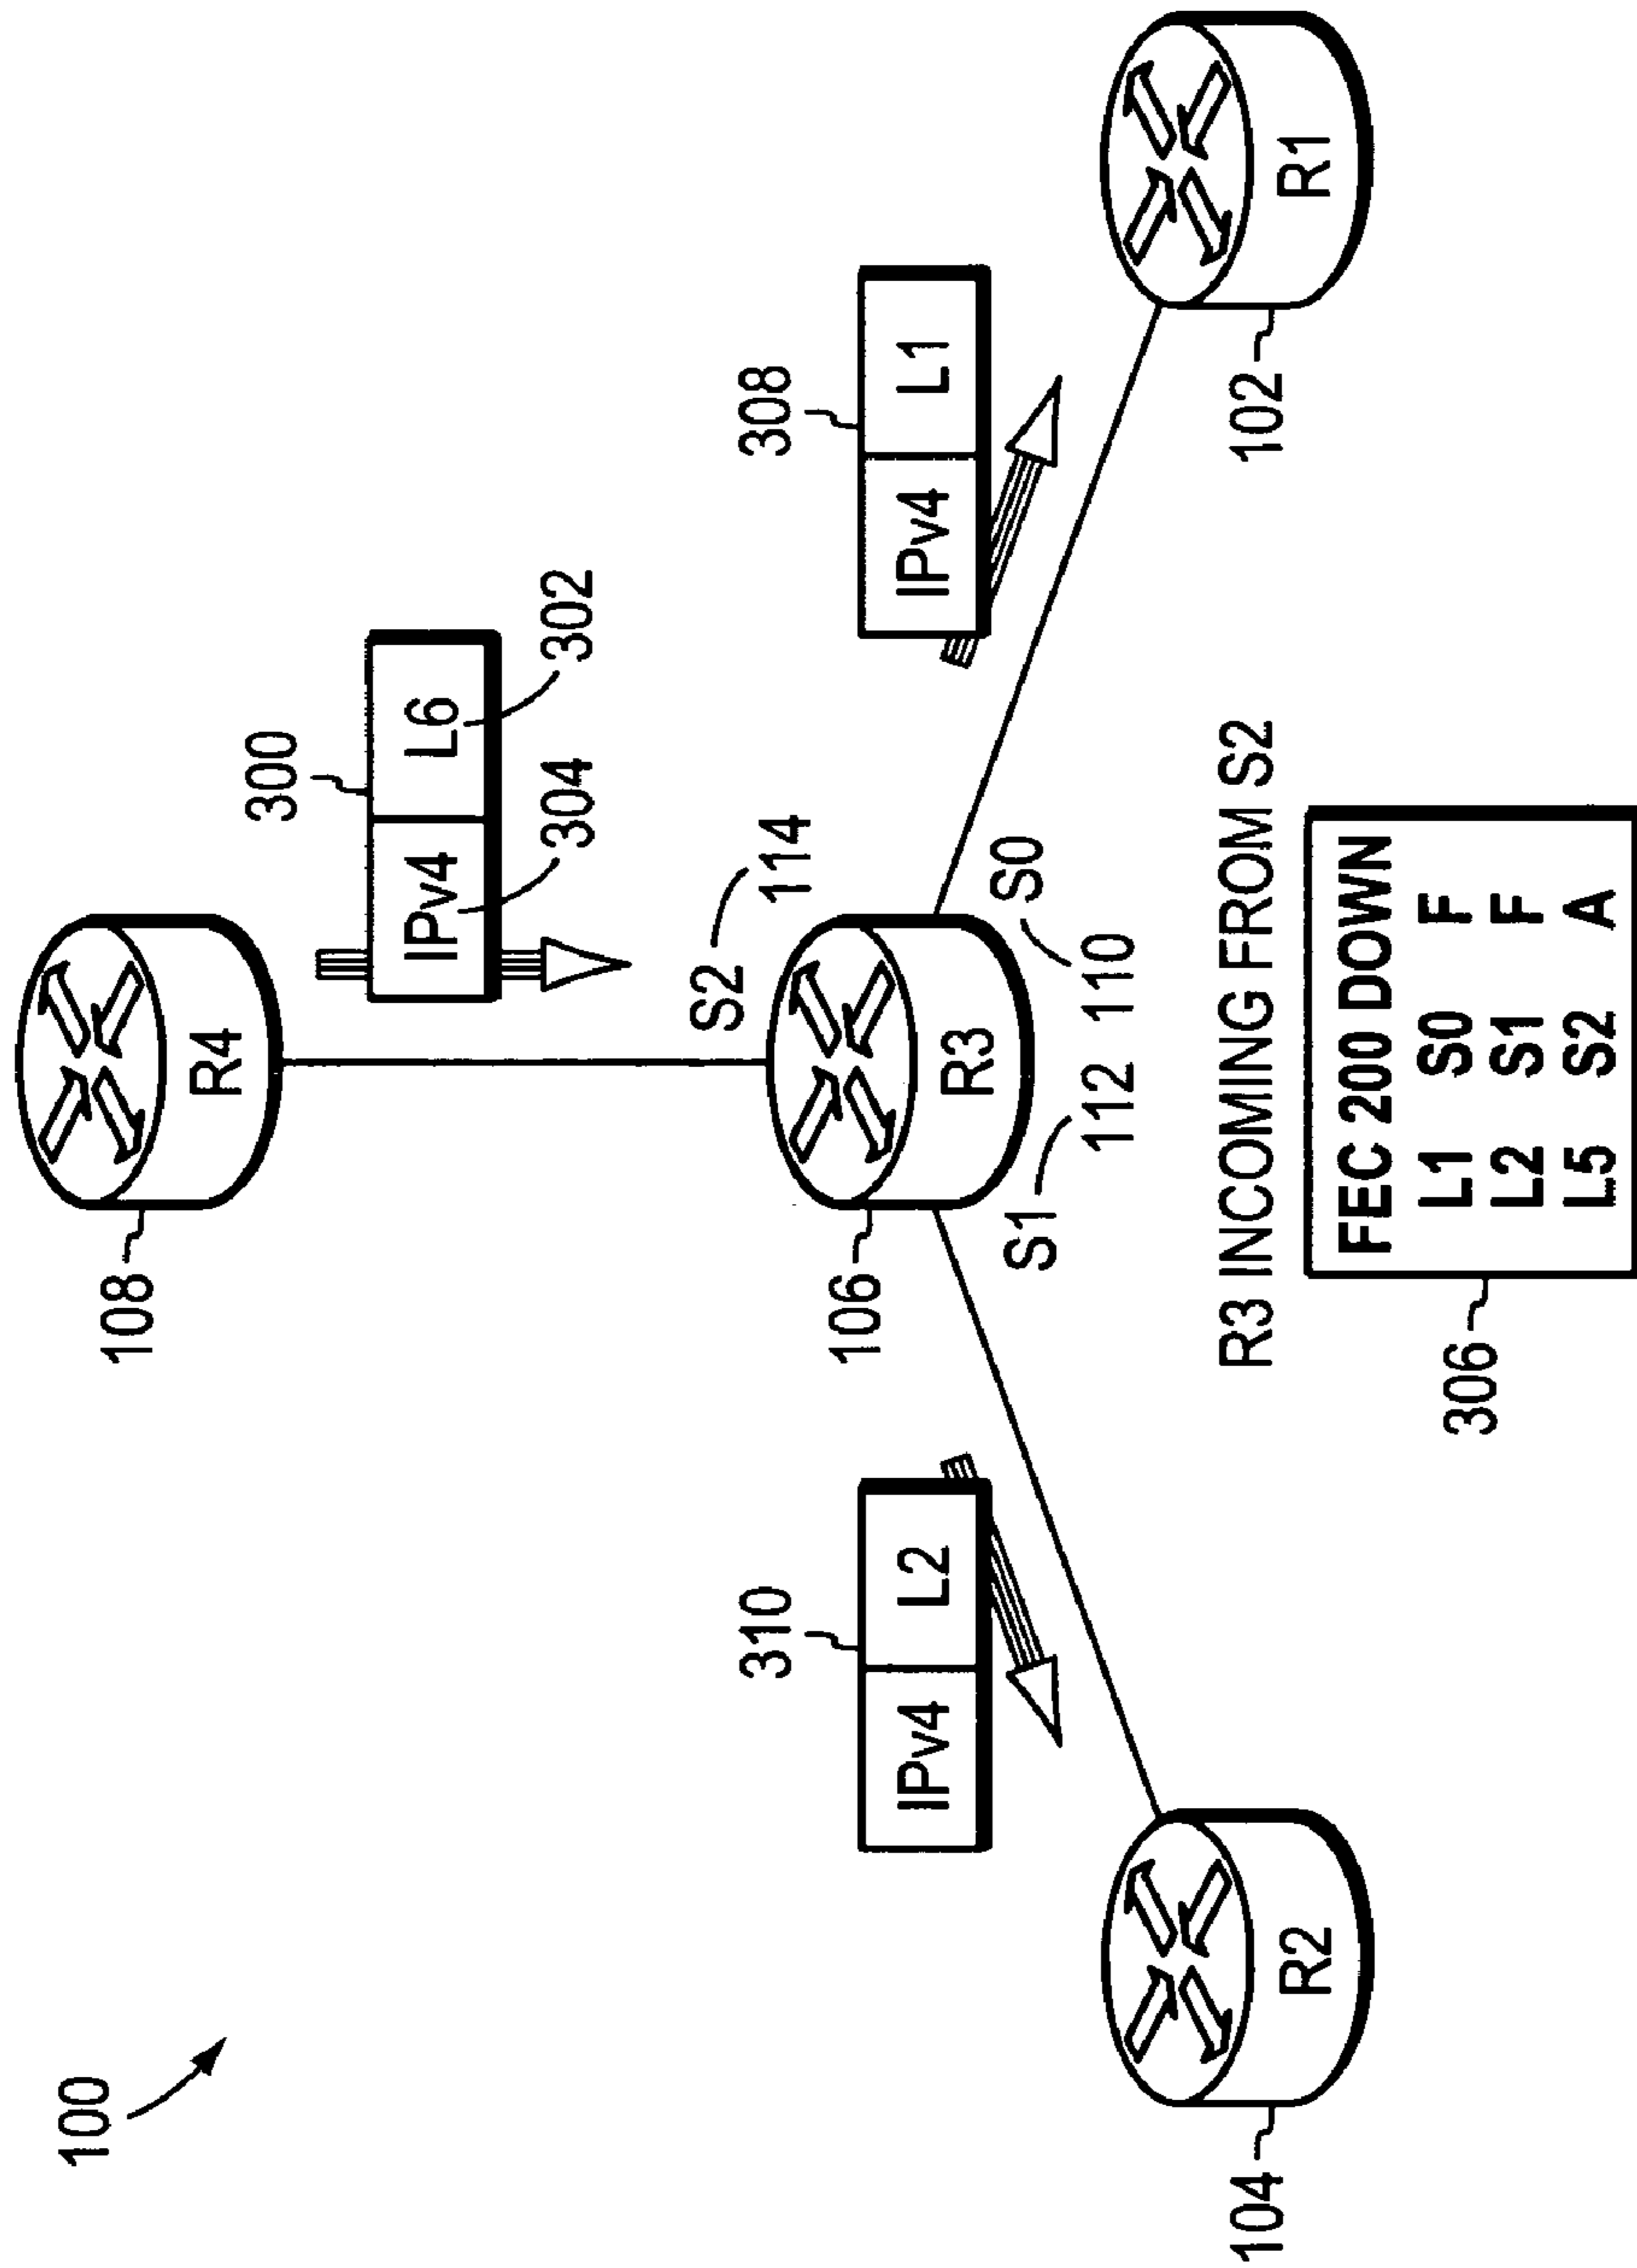 100
108
R4
300
IPv4
L6
304
302
S2
114
310
IPv4
L2
308
IPv4
L1
106
R3
S1
112
110
S0
104
R2
102
R1
R3 INCOMING FROM S2
306
FEC 200 DOWN
L1 S0 F
L2 S1 F
L5 S2 A